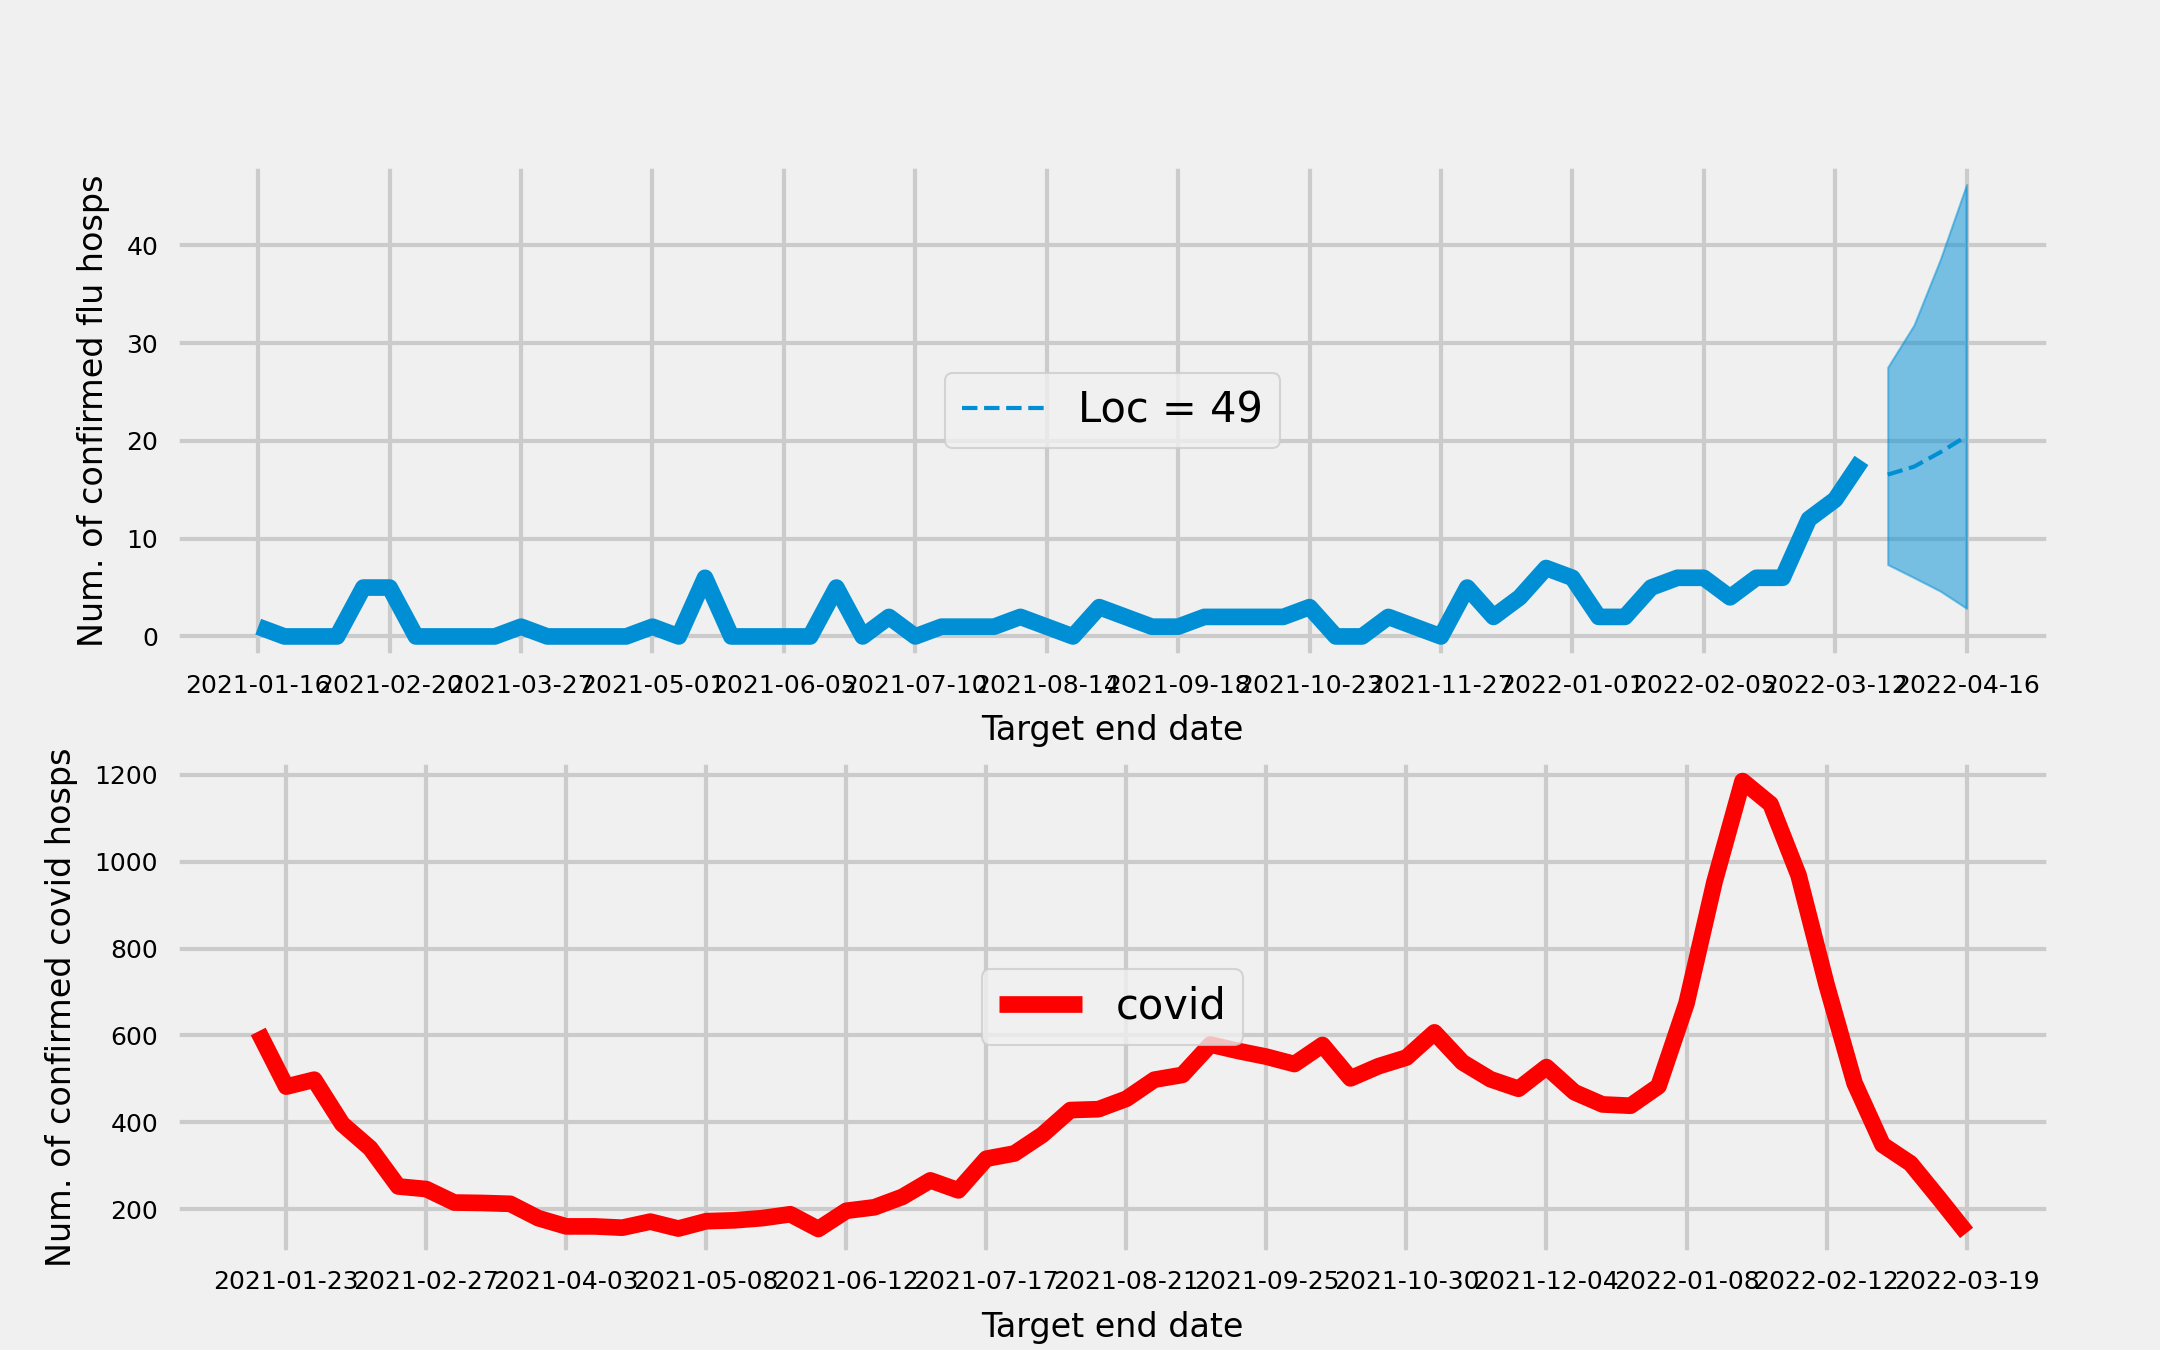 Num. of confirmed flu hosps
40
30
20
10
0
Loc = 49
2021-01-16 2021-02-20 2021-03-27 2021-05-01 2021-06-05 2021-07-10 2021-08-14 2021-09-18 2021-10-23 2021-11-27 2022-01-01 2022-02-05 2022-03-12 2022-04-16
Target end date
Num. of confirmed covid hosps
1200
1000
800
600
400
200
covid
2021-01-23 2021-02-27 2021-04-03 2021-05-08 2021-06-12 2021-07-17 2021-08-21 2021-09-25 2021-10-30 2021-12-04 2022-01-08 2022-02-12 2022-03-19
Target end date